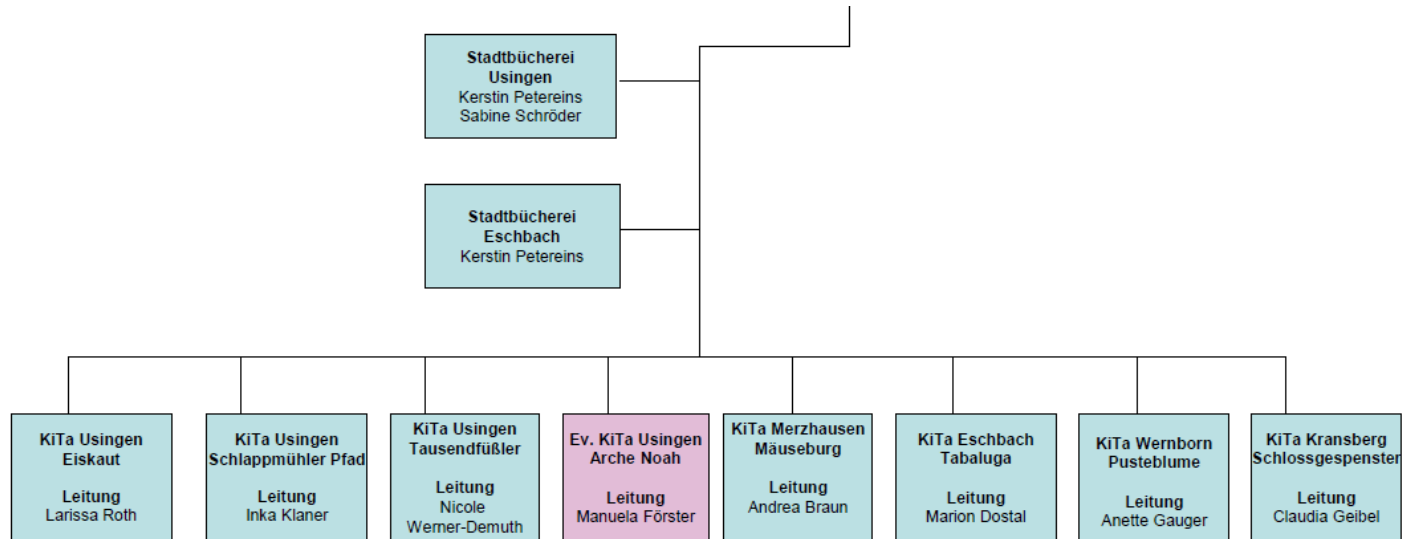 Stadtbücherei
Usingen
Kerstin Petereins
Sabine Schröder
Stadtbücherei
Eschbach
Kerstin Petereins
KiTa Usingen
Eiskaut
Leitung
Larissa Roth
KiTa Usingen
Schlappmühler Pfad
Leitung
Inka Klaner
KiTa Usingen
Tausendfüßler
Leitung
Nicole
Werner-Demuth
Ev. KiTa Usingen
Arche Noah
Leitung
Manuela Förster
KiTa Merzhausen
Mäuseburg
Leitung
Andrea Braun
KiTa Eschbach
Tabaluga
Leitung
Marion Dostal
KiTa Wernborn
Pusteblume
Leitung
Anette Gauger
KiTa Kransberg
Schlossgespenster
Leitung
Claudia Geibel